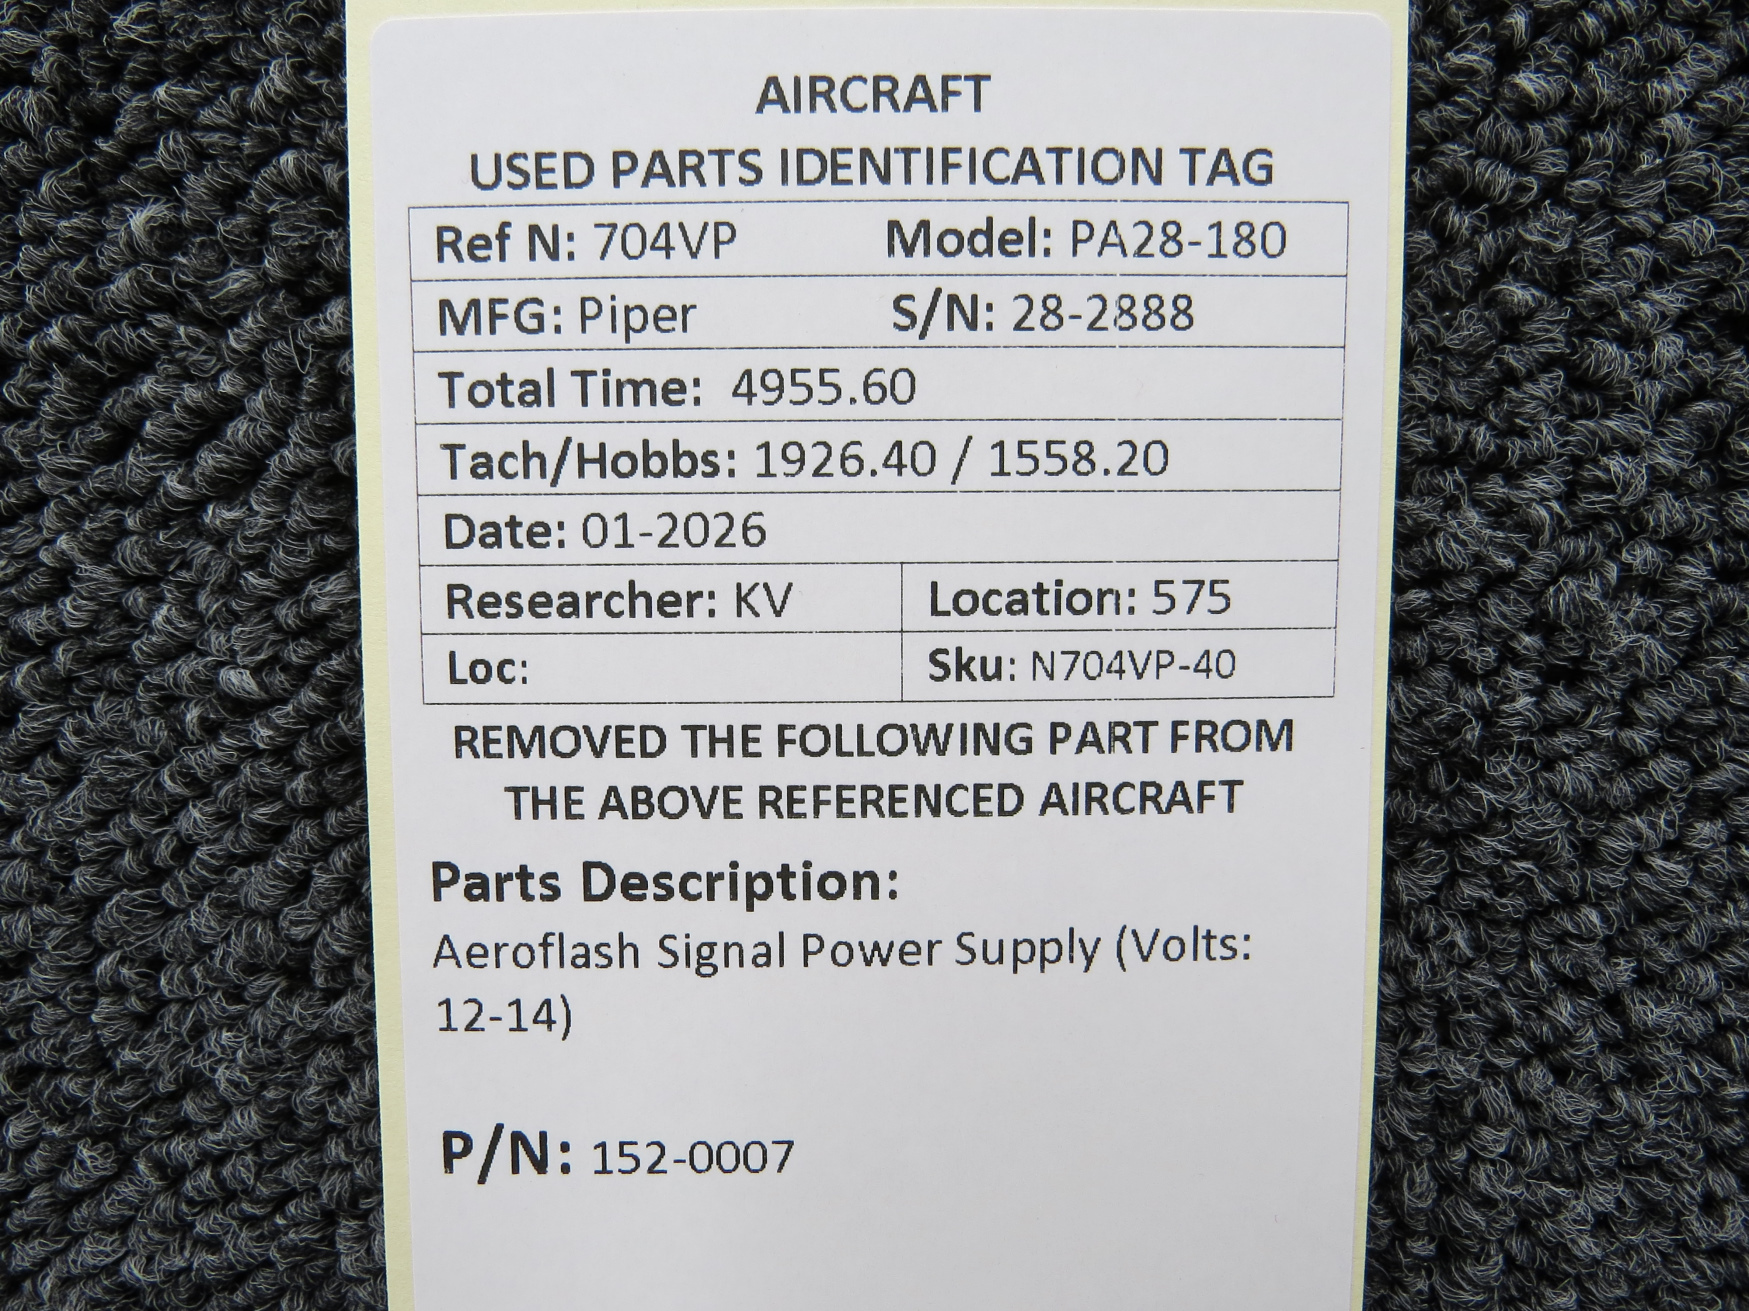 AIRCRAFT
USED PARTS IDENTIFICATION TAG
Ref N: 704VP Model: PA28-180
MFG: Piper S/N: 28-2888
Total Time: 4955.60
Tach/Hobbs: 1926.40 / 1558.20
Date: 01-2026
Researcher: KV Location: 575
Loc: Sku: N704VP-40
REMOVED THE FOLLOWING PART FROM
THE ABOVE REFERENCED AIRCRAFT
Parts Description:
Aeroflash Signal Power Supply (Volts:
12-14)
P/N: 152-0007